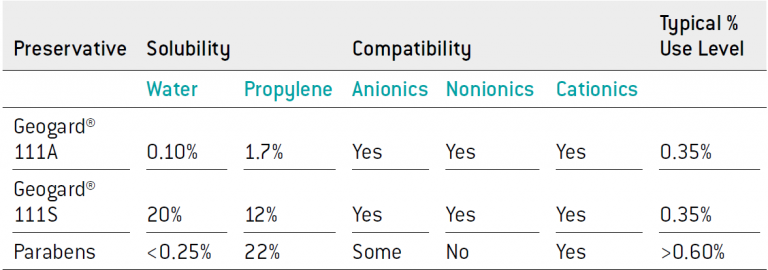 Preservative Solubility Compatibility Typical % Use Level
Water Propylene Anionics Nonionics Cationics
Geogard®
111A 0.10% 1.7% Yes Yes Yes 0.35%
Geogard®
111S 20% 12% Yes Yes Yes 0.35%
Parabens <0.25% 22% Some No Yes >0.60%